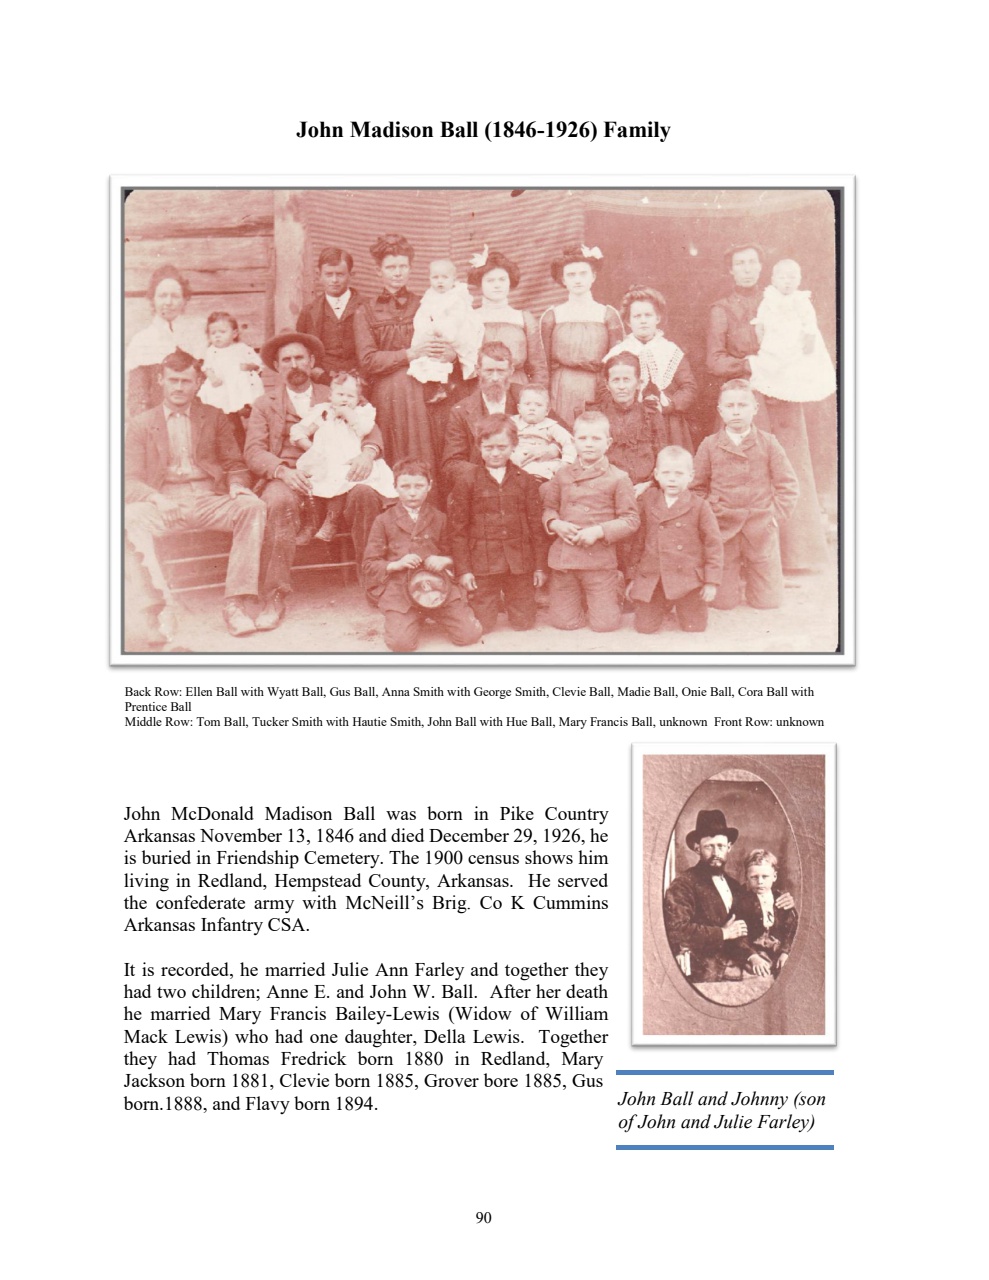 John Madison Ball (1846-1926) Family
Back Row: Ellen Ball with Wyatt Ball, Gus Ball, Anna Smith with George Smith, Clevie Ball, Madie Ball, Onie Ball, Cora Ball with
Prentice Ball
Middle Row: Tom Ball, Tucker Smith with Hautie Smith, John Ball with Hue Ball, Mary Francis Ball, unknown  Front Row: unknown
John McDonald Madison Ball was born in Pike Country
Arkansas November 13, 1846 and died December 29, 1926, he
is buried in Friendship Cemetery. The 1900 census shows him
living in Redland, Hempstead County, Arkansas.  He served
the confederate army with McNeill’s Brig. Co K Cummins
Arkansas Infantry CSA.
It is recorded, he married Julie Ann Farley and together they
had two children; Anne E. and John W. Ball.  After her death
he married Mary Francis Bailey-Lewis (Widow of William
Mack Lewis) who had one daughter, Della Lewis.  Together
they had Thomas Fredrick born 1880 in Redland, Mary
Jackson born 1881, Clevie born 1885, Grover bore 1885, Gus
born.1888, and Flavy born 1894.
John Ball and Johnny (son
of John and Julie Farley)
90